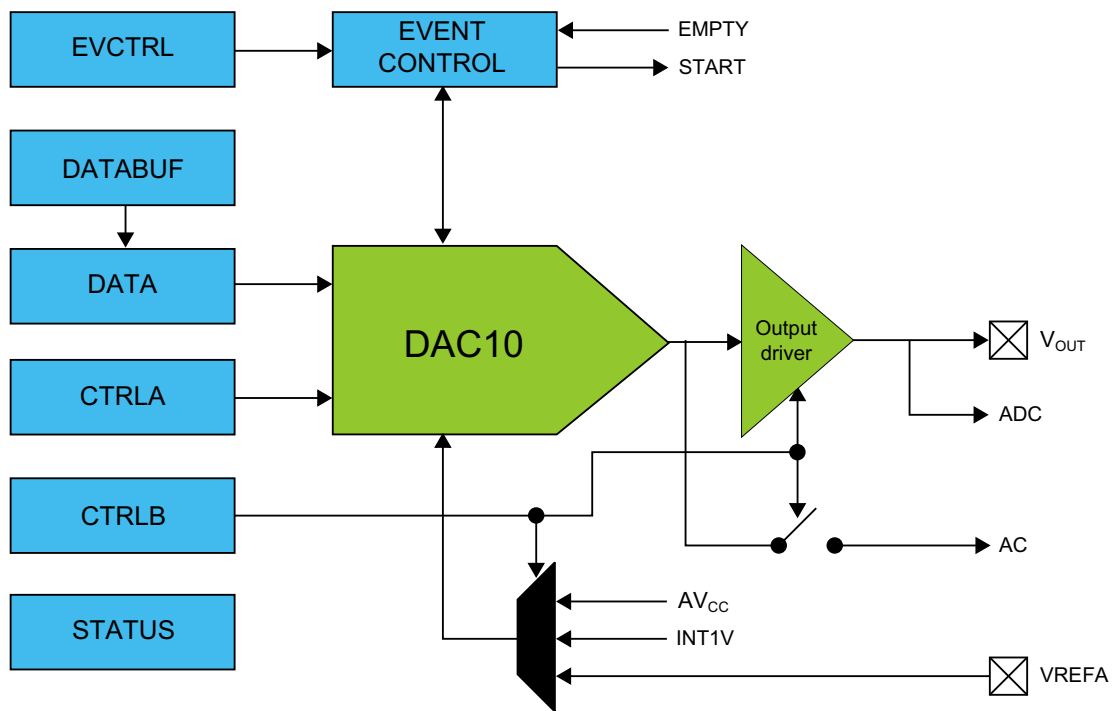 EVCTRL
EVENT
CONTROL
EMPTY
START
DATABUF
DATA
DAC10
Output
driver
VOUT
CTRLA
ADC
CTRLB
AC
STATUS
AVCC
INT1V
VREFA